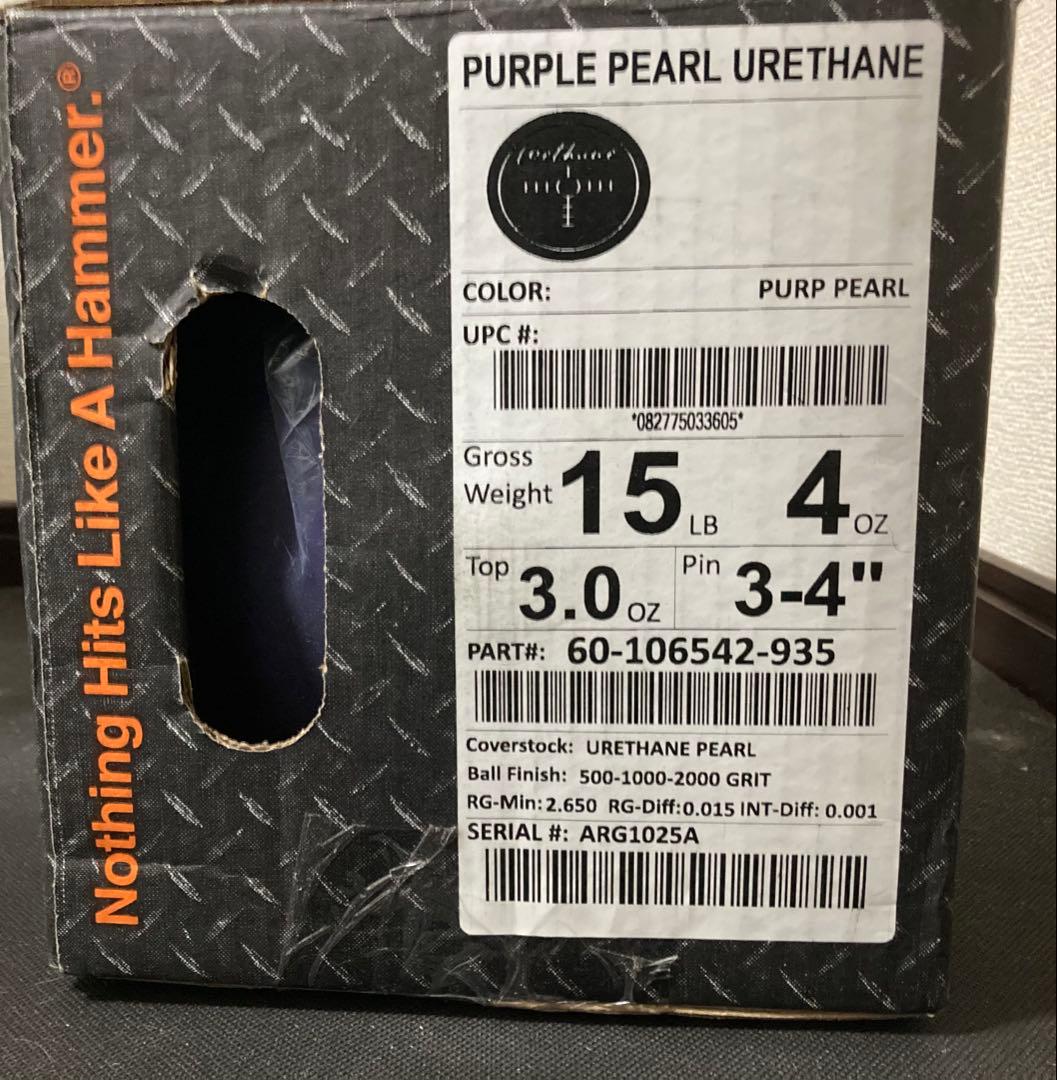 Nothing Hits Like A Hammer.®
PURPLE PEARL URETHANE
Urethane
COLOR: PURP PEARL
UPC #:
*082775033605*
Gross Weight 15 LB 4 OZ
Top 3.0 OZ Pin 3-4"
PART#: 60-106542-935
Coverstock: URETHANE PEARL
Ball Finish: 500-1000-2000 GRIT
RG-Min: 2.650 RG-Diff: 0.015 INT-Diff: 0.001
SERIAL #: ARG1025A